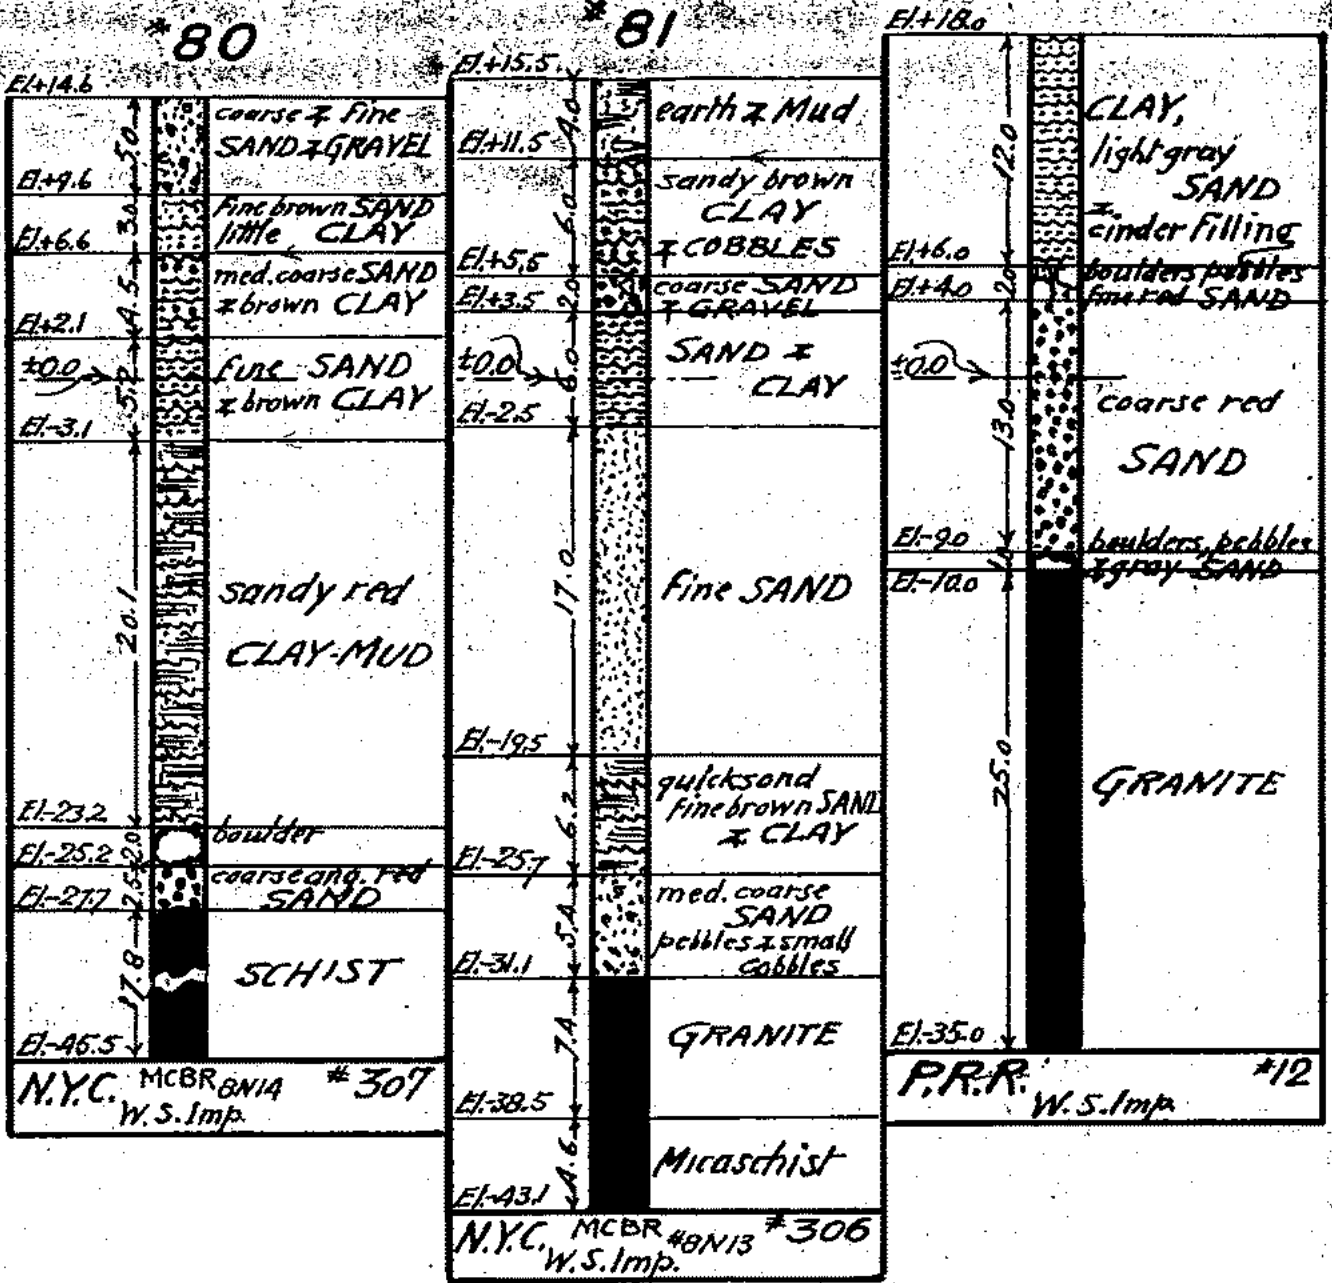 #80
El.+14.6
5.0
coarse & fine
SAND & GRAVEL
El.+9.6
3.0
fine brown SAND
little CLAY
El.+6.6
4.5
med. coarse SAND
& brown CLAY
El.+2.1
±0.0
5.2
fine SAND
& brown CLAY
El.-3.1
20.1
sandy red
CLAY-MUD
El.-23.2
2.0
boulder
El.-25.2
2.5
coarse ang. red
SAND
El.-27.7
17.8
SCHIST
El.-45.5
N.Y.C. MCBR 8N14 #307
W.S.Imp.
#81
El.+15.5
4.0
earth & Mud
El.+11.5
6.0
sandy brown
CLAY
& COBBLES
El.+5.5
2.0
coarse SAND
& GRAVEL
El.+3.5
±0.0
6.0
SAND &
CLAY
El.-2.5
17.0
fine SAND
El.-19.5
6.2
quicksand
fine brown SAND
& CLAY
El.-25.7
5.4
med. coarse
SAND
pebbles & small
cobbles
El.-31.1
7.4
GRANITE
El.-38.5
4.6
Micaschist
El.-43.1
N.Y.C. MCBR #8N13 #306
W.S.Imp.
El.+18.0
12.0
CLAY,
light gray
SAND
&
cinder filling
El.+6.0
2.0
boulders pebbles
fine red SAND
El.+4.0
±0.0
13.0
coarse red
SAND
El.-9.0
1.0
boulders, pebbles
& gray SAND
El.-10.0
25.0
GRANITE
El.-35.0
P.R.R. #12
W.S.Imp.